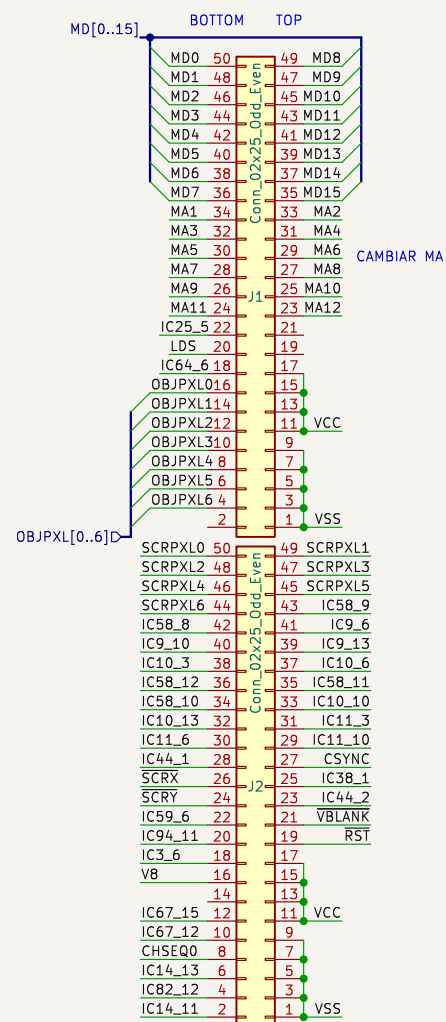 BOTTOM TOP
MD[0..15]
MD0 50 49 MD8
MD1 48 47 MD9
MD2 46 45 MD10
MD3 44 43 MD11
MD4 42 41 MD12
MD5 40 39 MD13
MD6 38 37 MD14
MD7 36 35 MD15
Conn_02x25_Odd_Even
MA1 34 33 MA2
MA3 32 31 MA4
MA5 30 29 MA6
CAMBIAR MA
MA7 28 27 MA8
MA9 26 25 MA10
J1
MA11 24 23 MA12
IC25_5 22 21
LDS 20 19
IC64_6 18 17
OBJPXL0 16 15
OBJPXL1 14 13
OBJPXL2 12 11 VCC
OBJPXL3 10 9
OBJPXL4 8 7
OBJPXL5 6 5
OBJPXL6 4 3
2 1 VSS
OBJPXL[0..6]
SCRPXL0 50 49 SCRPXL1
SCRPXL2 48 47 SCRPXL3
SCRPXL4 46 45 SCRPXL5
SCRPXL6 44 43 IC58_9
IC58_8 42 41 IC9_6
IC9_10 40 39 IC9_13
IC10_3 38 37 IC10_6
IC58_12 36 35 IC58_11
IC58_10 34 33 IC10_10
Conn_02x25_Odd_Even
IC10_13 32 31 IC11_3
IC11_6 30 29 IC11_10
IC44_1 28 27 CSYNC
SCRX 26 25 IC38_1
J2
SCRY 24 23 IC44_2
IC59_6 22 21 VBLANK
IC94_11 20 19 RST
IC3_6 18 17
V8 16 15
14 13
IC67_15 12 11 VCC
IC67_12 10 9
CHSEQ0 8 7
IC14_13 6 5
IC82_12 4 3
IC14_11 2 1 VSS